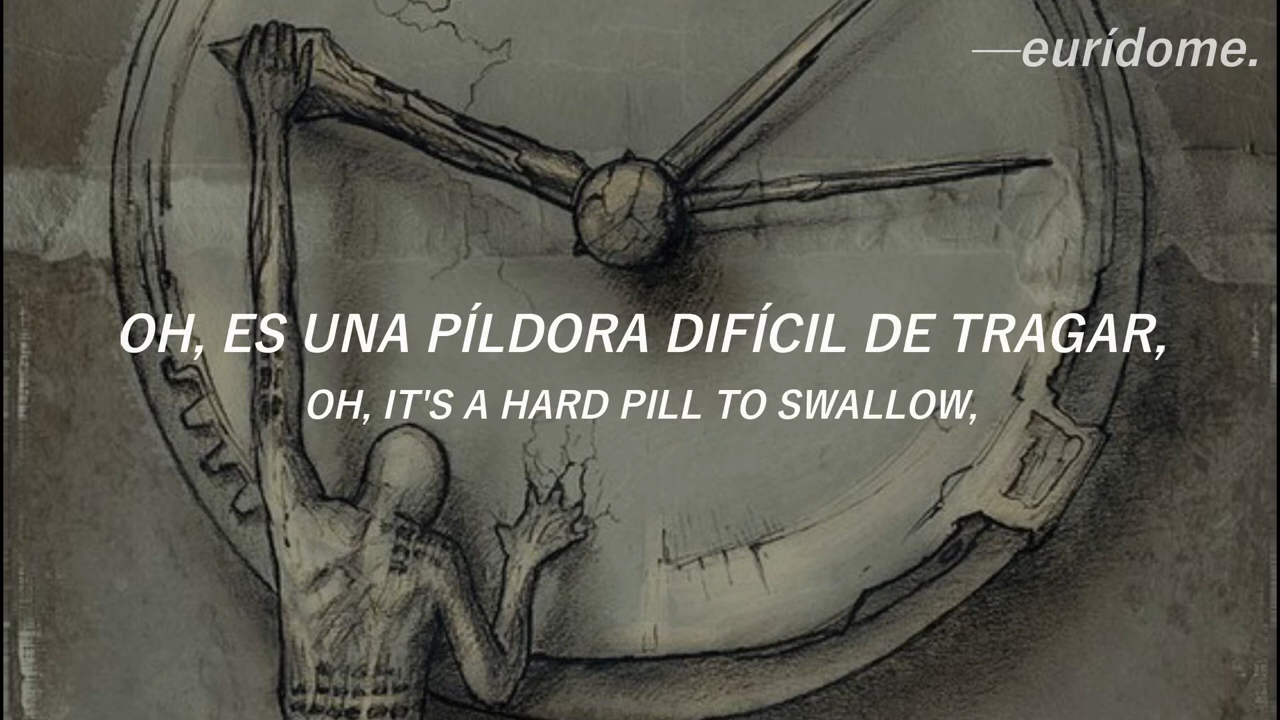 —eurídome.
OH, ES UNA PÍLDORA DIFÍCIL DE TRAGAR,
OH, IT'S A HARD PILL TO SWALLOW,